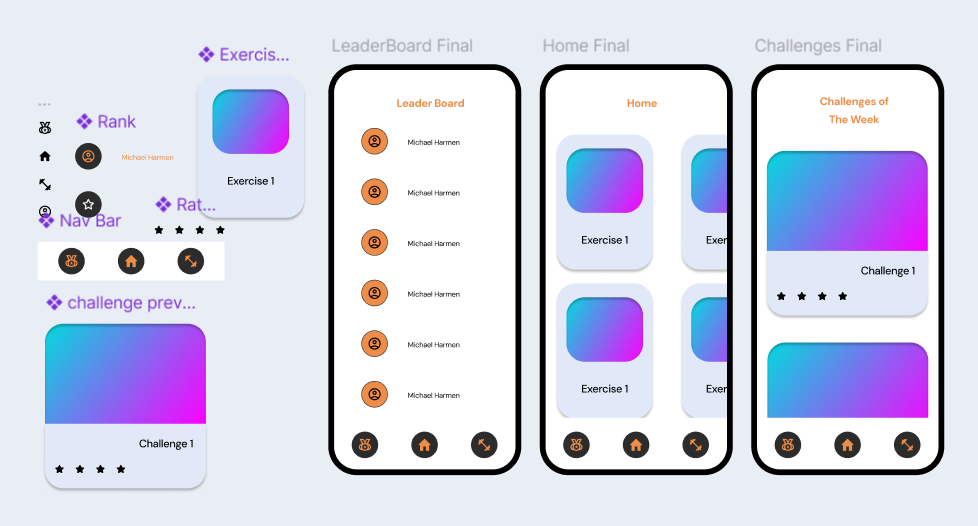 Exercis...
...
Rank
Michael Harmen
Exercise 1
Rat...
Nav Bar
challenge prev...
Challenge 1
LeaderBoard Final
Leader Board
Michael Harmen
Michael Harmen
Michael Harmen
Michael Harmen
Michael Harmen
Michael Harmen
Home Final
Home
Exercise 1
Exer
Exercise 1
Exer
Challenges Final
Challenges of
The Week
Challenge 1